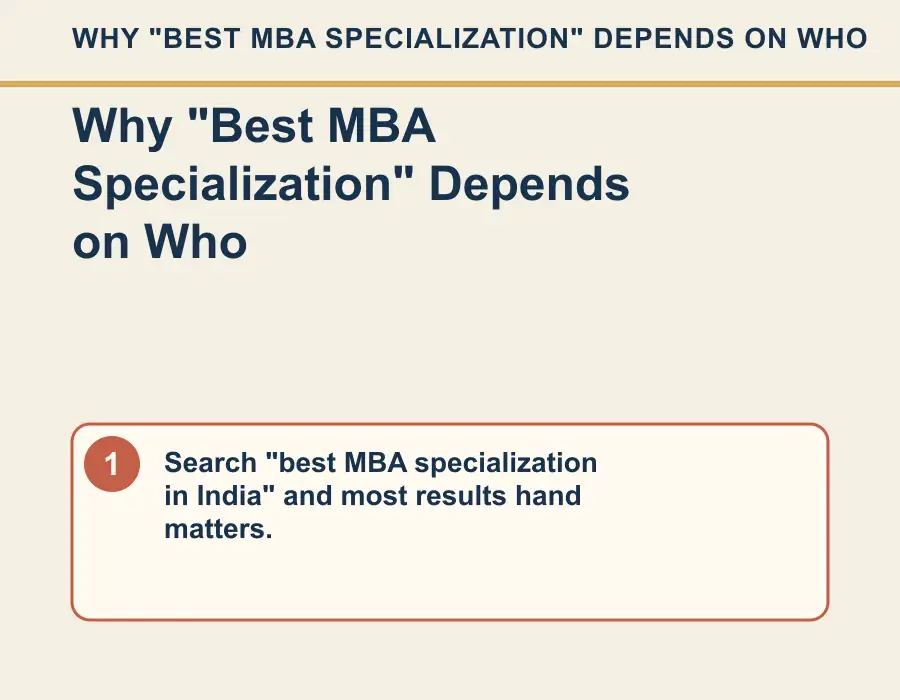 WHY "BEST MBA SPECIALIZATION" DEPENDS ON WHO
Why "Best MBA
Specialization" Depends
on Who
1
Search "best MBA specialization
in India" and most results hand
matters.